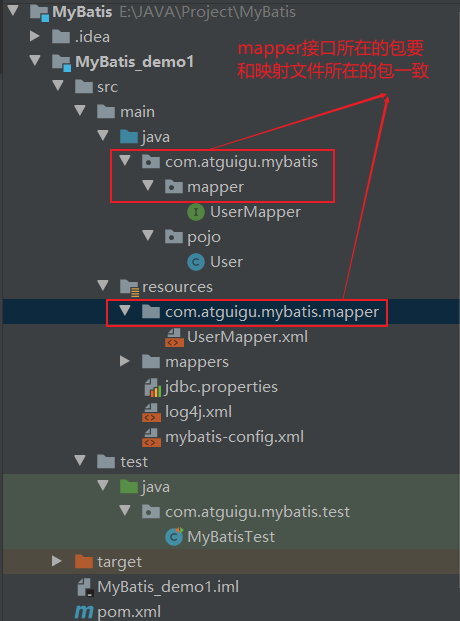 MyBatis E:\JAVA\Project\MyBatis
.idea
MyBatis_demo1
src
main
java
com.atguigu.mybatis
mapper
UserMapper
pojo
User
resources
com.atguigu.mybatis.mapper
UserMapper.xml
mappers
jdbc.properties
log4j.xml
mybatis-config.xml
test
java
com.atguigu.mybatis.test
MyBatisTest
target
MyBatis_demo1.iml
pom.xml
mapper接口所在的包要
和映射文件所在的包一致